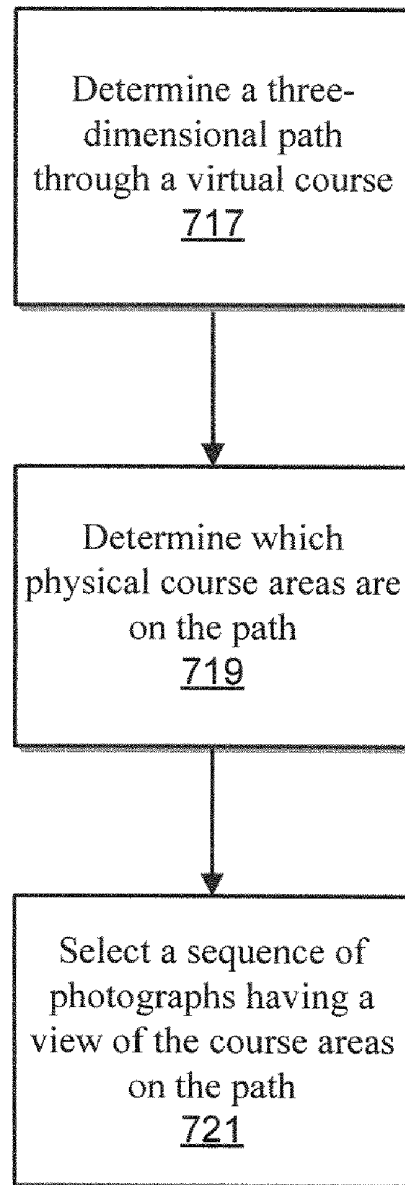 Determine a three-
dimensional path
through a virtual course
717
Determine which
physical course areas are
on the path
719
Select a sequence of
photographs having a
view of the course areas
on the path
721